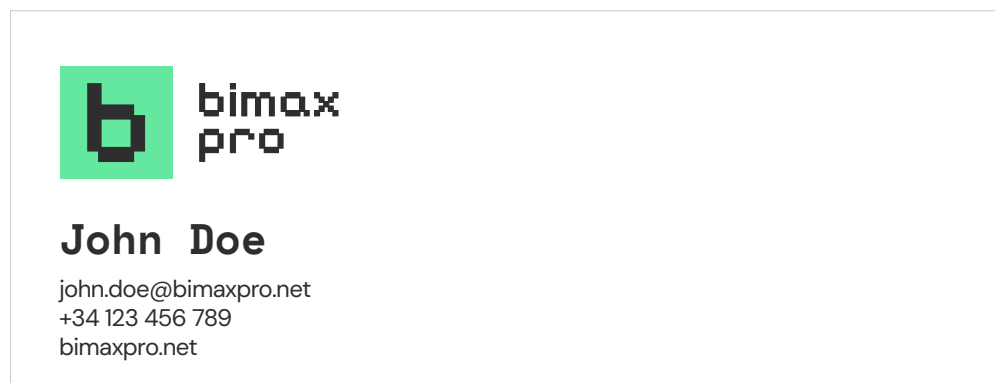 b
bimax
pro
John Doe
john.doe@bimaxpro.net
+34 123 456 789
bimaxpro.net